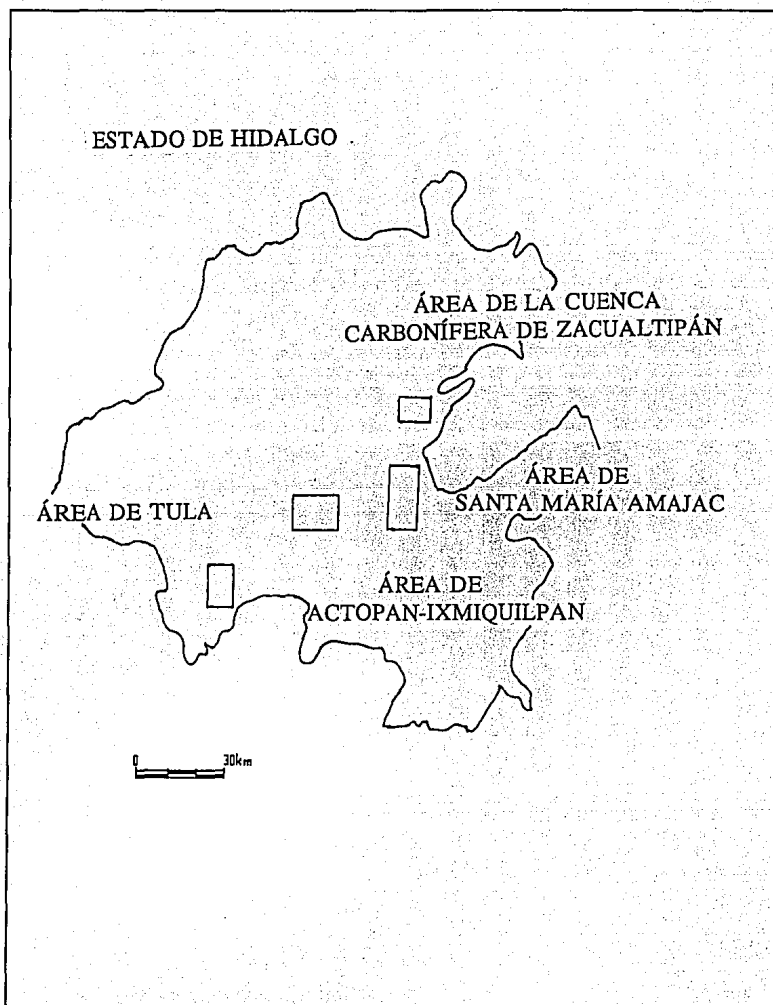 ESTADO DE HIDALGO
ÁREA DE LA CUENCA
CARBONÍFERA DE ZACUALTIPÁN
ÁREA DE
SANTA MARÍA AMAJAC
ÁREA DE TULA
ÁREA DE
ACTOPAN-IXMIQUILPAN
0 30km